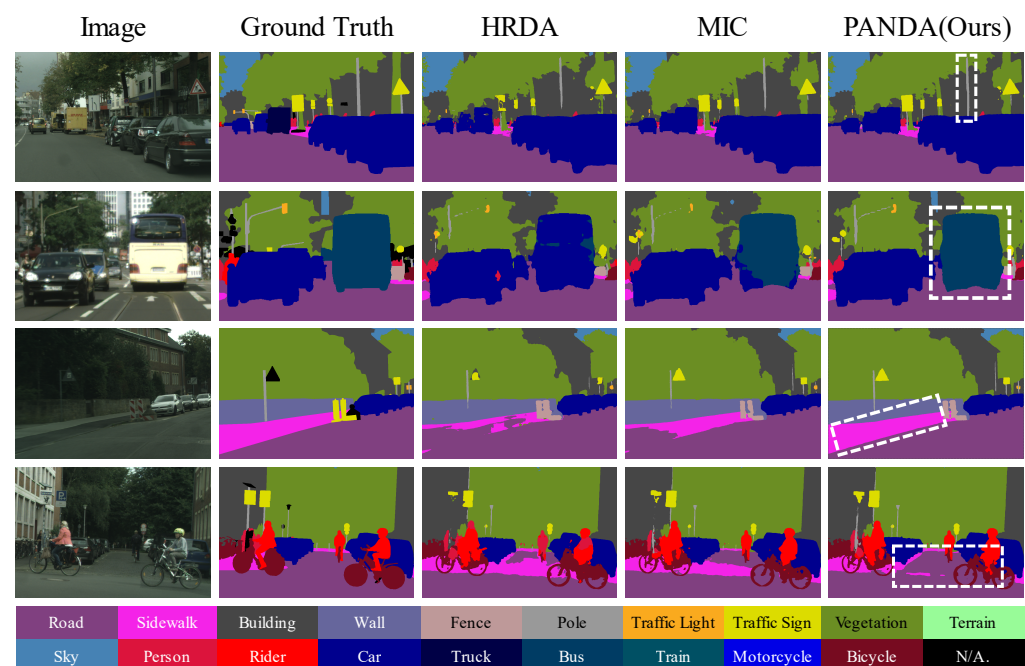 Image Ground Truth HRDA MIC PANDA(Ours)
Road Sidewalk Building Wall Fence Pole Traffic Light Traffic Sign Vegetation Terrain
Sky Person Rider Car Truck Bus Train Motorcycle Bicycle N/A.